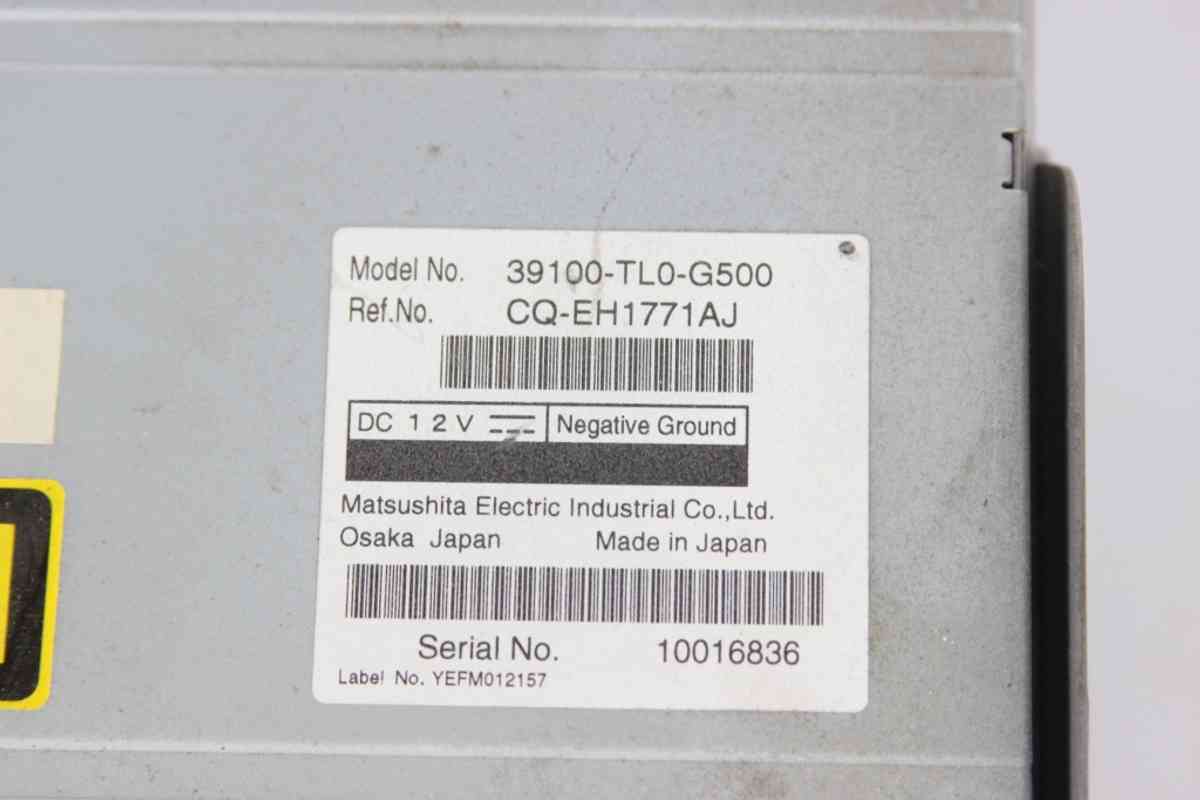 Model No. 39100-TL0-G500
Ref.No. CQ-EH1771AJ
DC 12V Negative Ground
Matsushita Electric Industrial Co.,Ltd.
Osaka Japan Made in Japan
Serial No. 10016836
Label No. YEFM012157